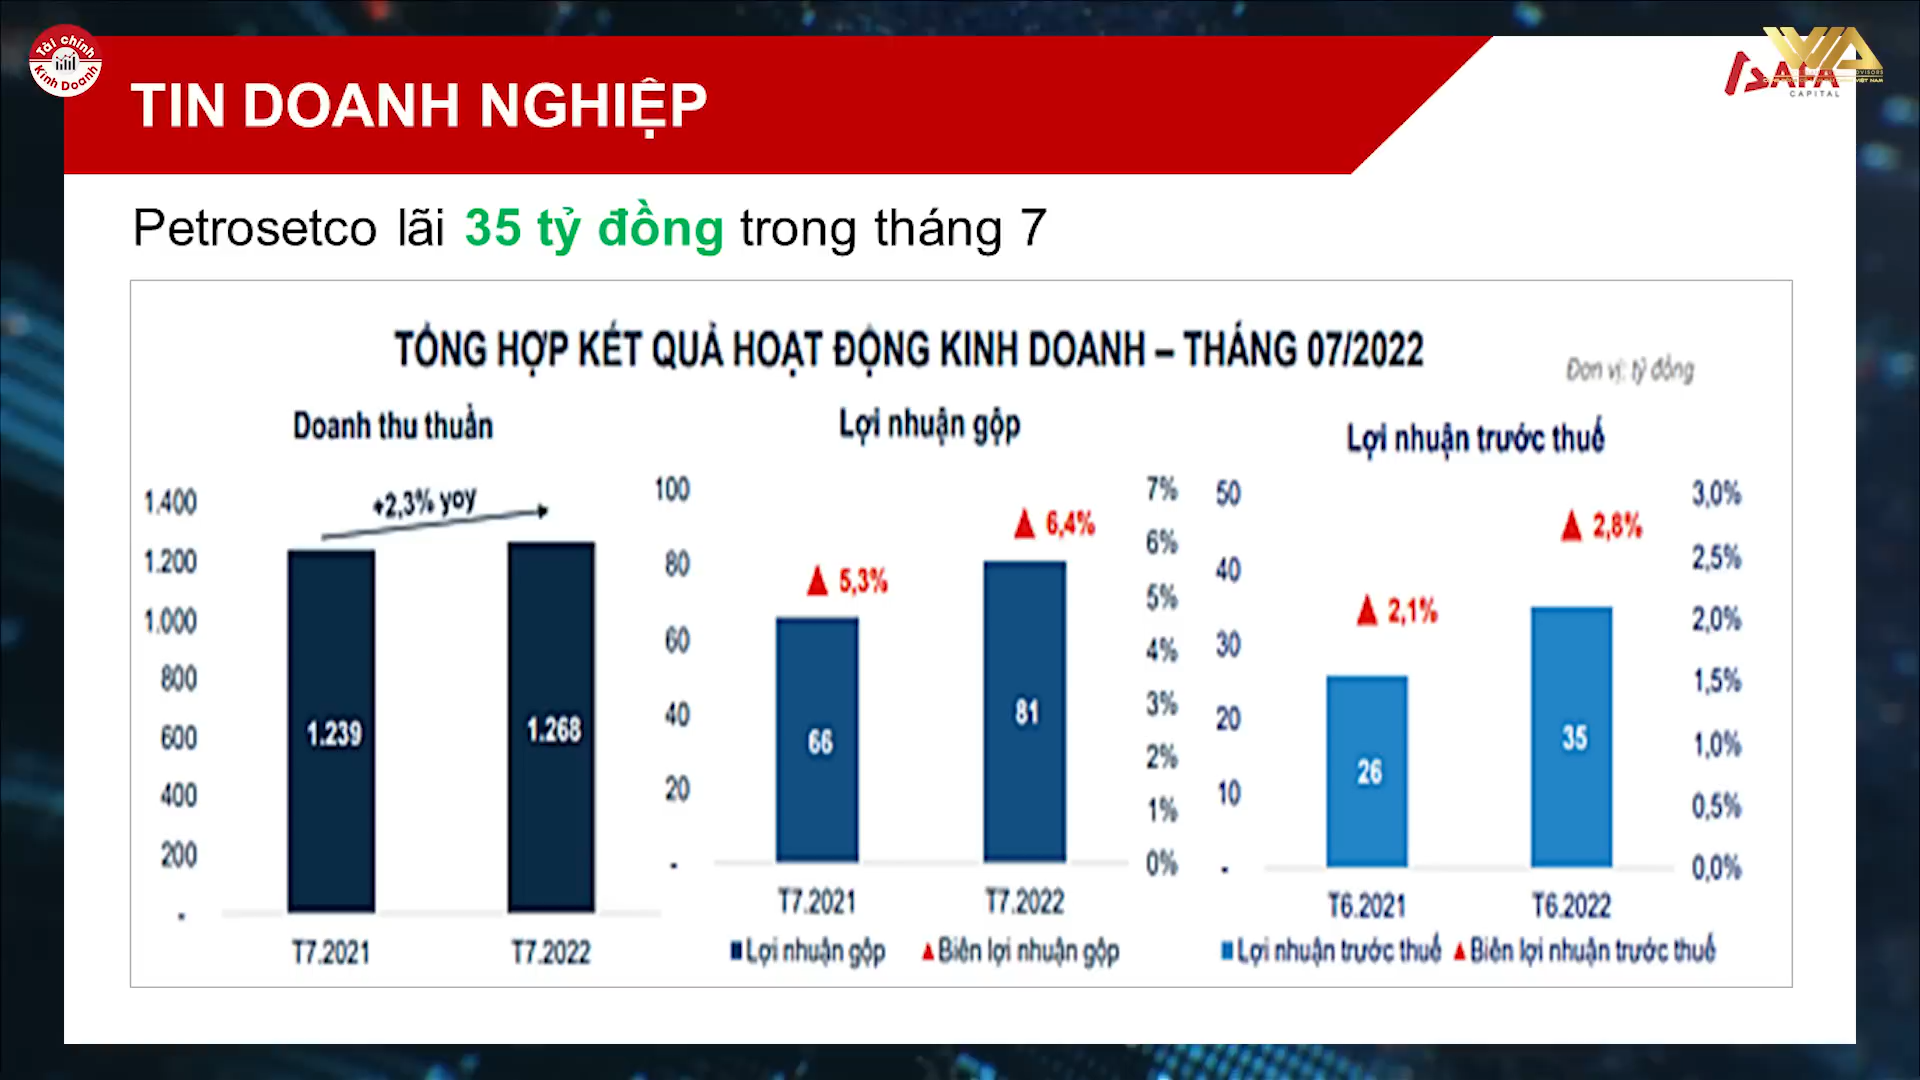 Tài chính
Kinh Doanh
TIN DOANH NGHIỆP
CAPITAL
Petrosetco lãi 35 tỷ đồng trong tháng 7
TỔNG HỢP KẾT QUẢ HOẠT ĐỘNG KINH DOANH – THÁNG 07/2022
Đơn vị: tỷ đồng
Doanh thu thuần
+2,3% yoy
1.400
1.200
1.000
800
600
400
200
-
1.239
1.268
T7.2021
T7.2022
Lợi nhuận gộp
100
80
60
40
20
-
▲ 5,3%
▲ 6,4%
66
81
7%
6%
5%
4%
3%
2%
1%
0%
T7.2021
T7.2022
Lợi nhuận gộp ▲Biên lợi nhuận gộp
Lợi nhuận trước thuế
50
40
30
20
10
-
▲ 2,1%
▲ 2,8%
26
35
3,0%
2,5%
2,0%
1,5%
1,0%
0,5%
0,0%
T6.2021
T6.2022
Lợi nhuận trước thuế ▲Biên lợi nhuận trước thuế